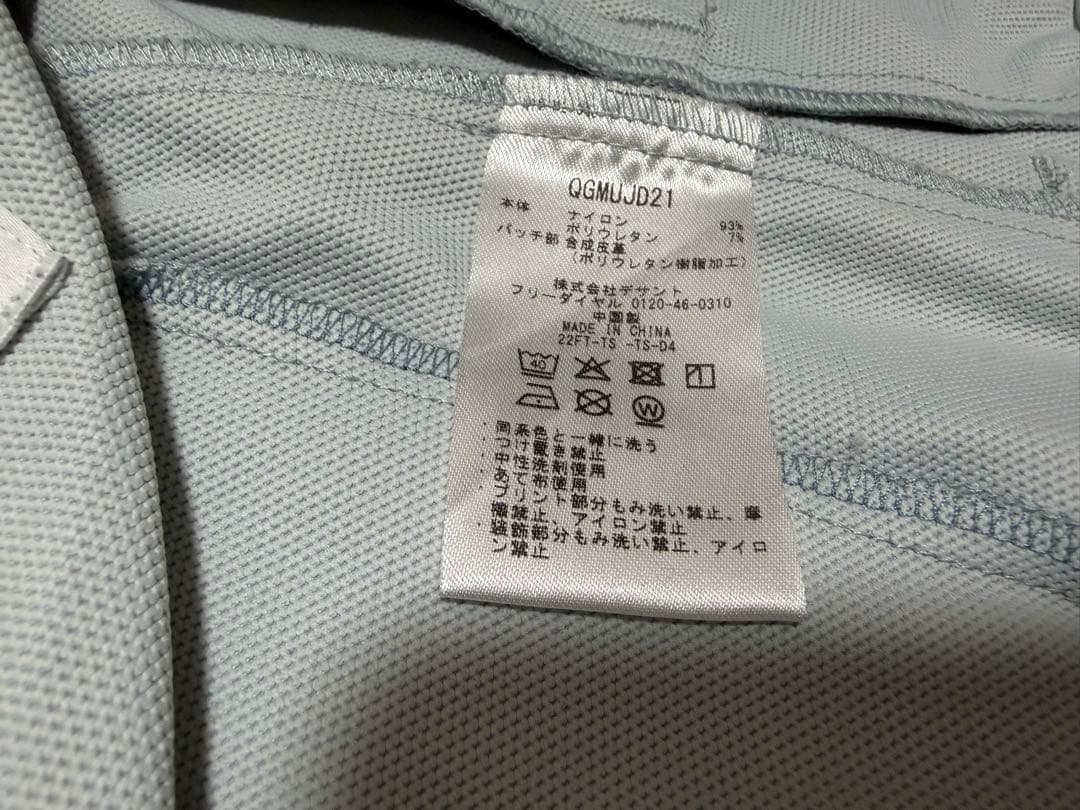 QGMUJD21
本体 ナイロン 93%
ポリウレタン 7%
パッチ部 合成皮革
(ポリウレタン樹脂加工)
株式会社デサント
フリーダイヤル 0120-46-0310
中国製
MADE IN CHINA
22FT-TS -TS-D4
40
W
・同系色と一緒に洗う
・つけ置き禁止
・中性洗剤使用
・あて布使用
・プリント部分もみ洗い禁止、摩
擦禁止、アイロン禁止
・装飾部分もみ洗い禁止、アイロ
ン禁止